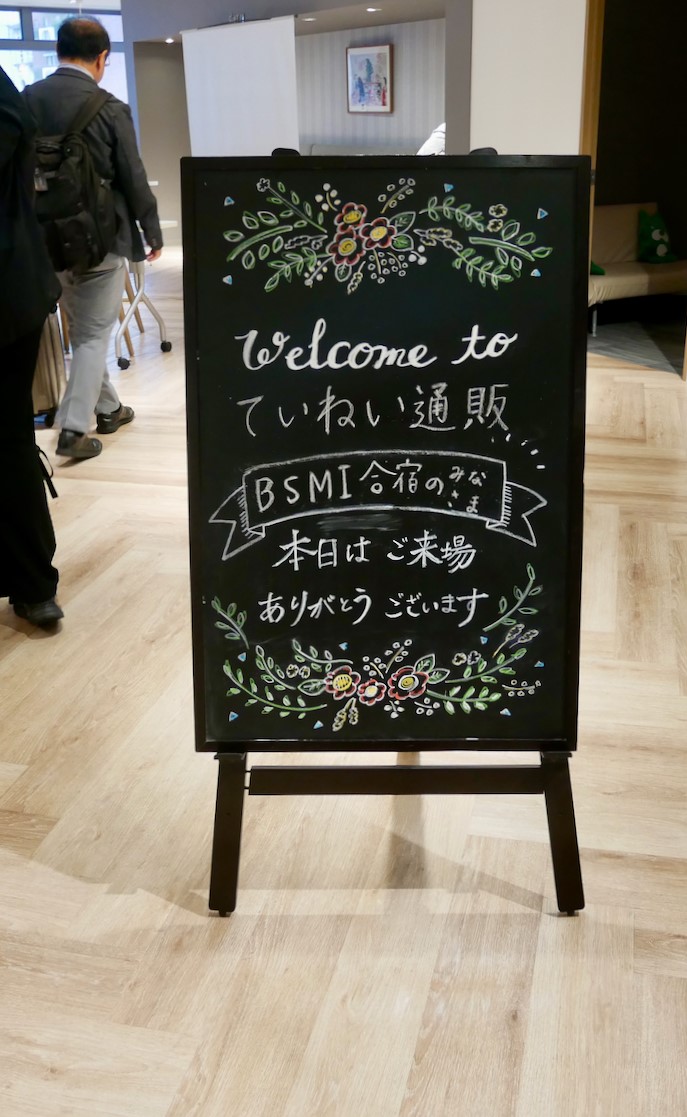 Welcome to
ていねい通販
BSMI合宿のみなさま
本日は ご来場
ありがとう ございます